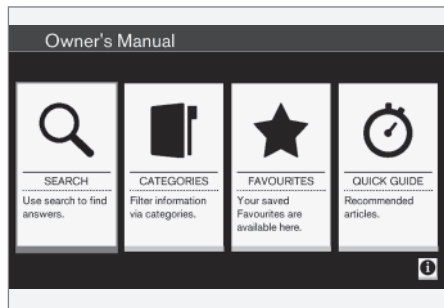 Owner's Manual
SEARCH
Use search to find
answers.
CATEGORIES
Filter information
via categories.
FAVOURITES
Your saved
Favourites are
available here.
QUICK GUIDE
Recommended
articles.